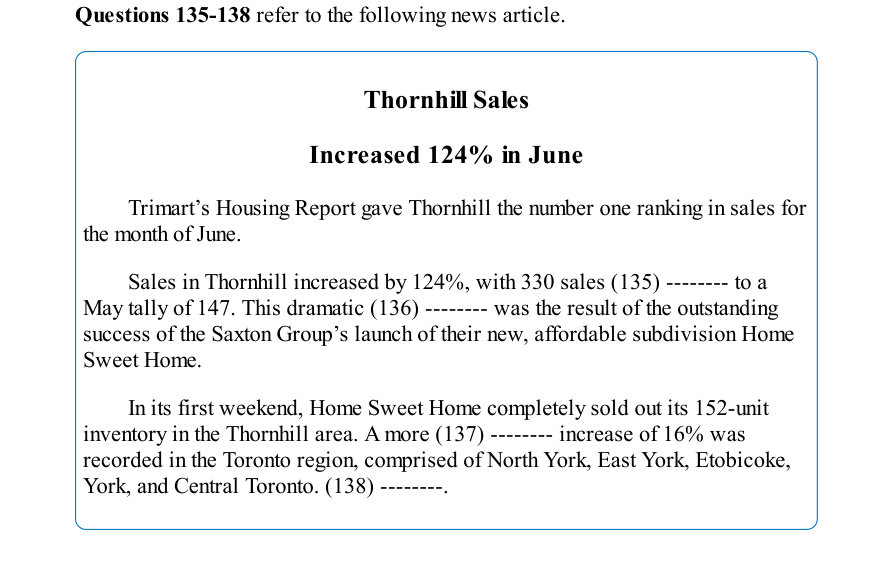 Questions 135-138 refer to the following news article.
Thornhill Sales
Increased 124% in June
Trimart's Housing Report gave Thornhill the number one ranking in sales for
the month of June.
Sales in Thornhill increased by 124%, with 330 sales (135) -------- to a
May tally of 147. This dramatic (136) -------- was the result of the outstanding
success of the Saxton Group's launch of their new, affordable subdivision Home
Sweet Home.
In its first weekend, Home Sweet Home completely sold out its 152-unit
inventory in the Thornhill area. A more (137) -------- increase of 16% was
recorded in the Toronto region, comprised of North York, East York, Etobicoke,
York, and Central Toronto. (138) --------.